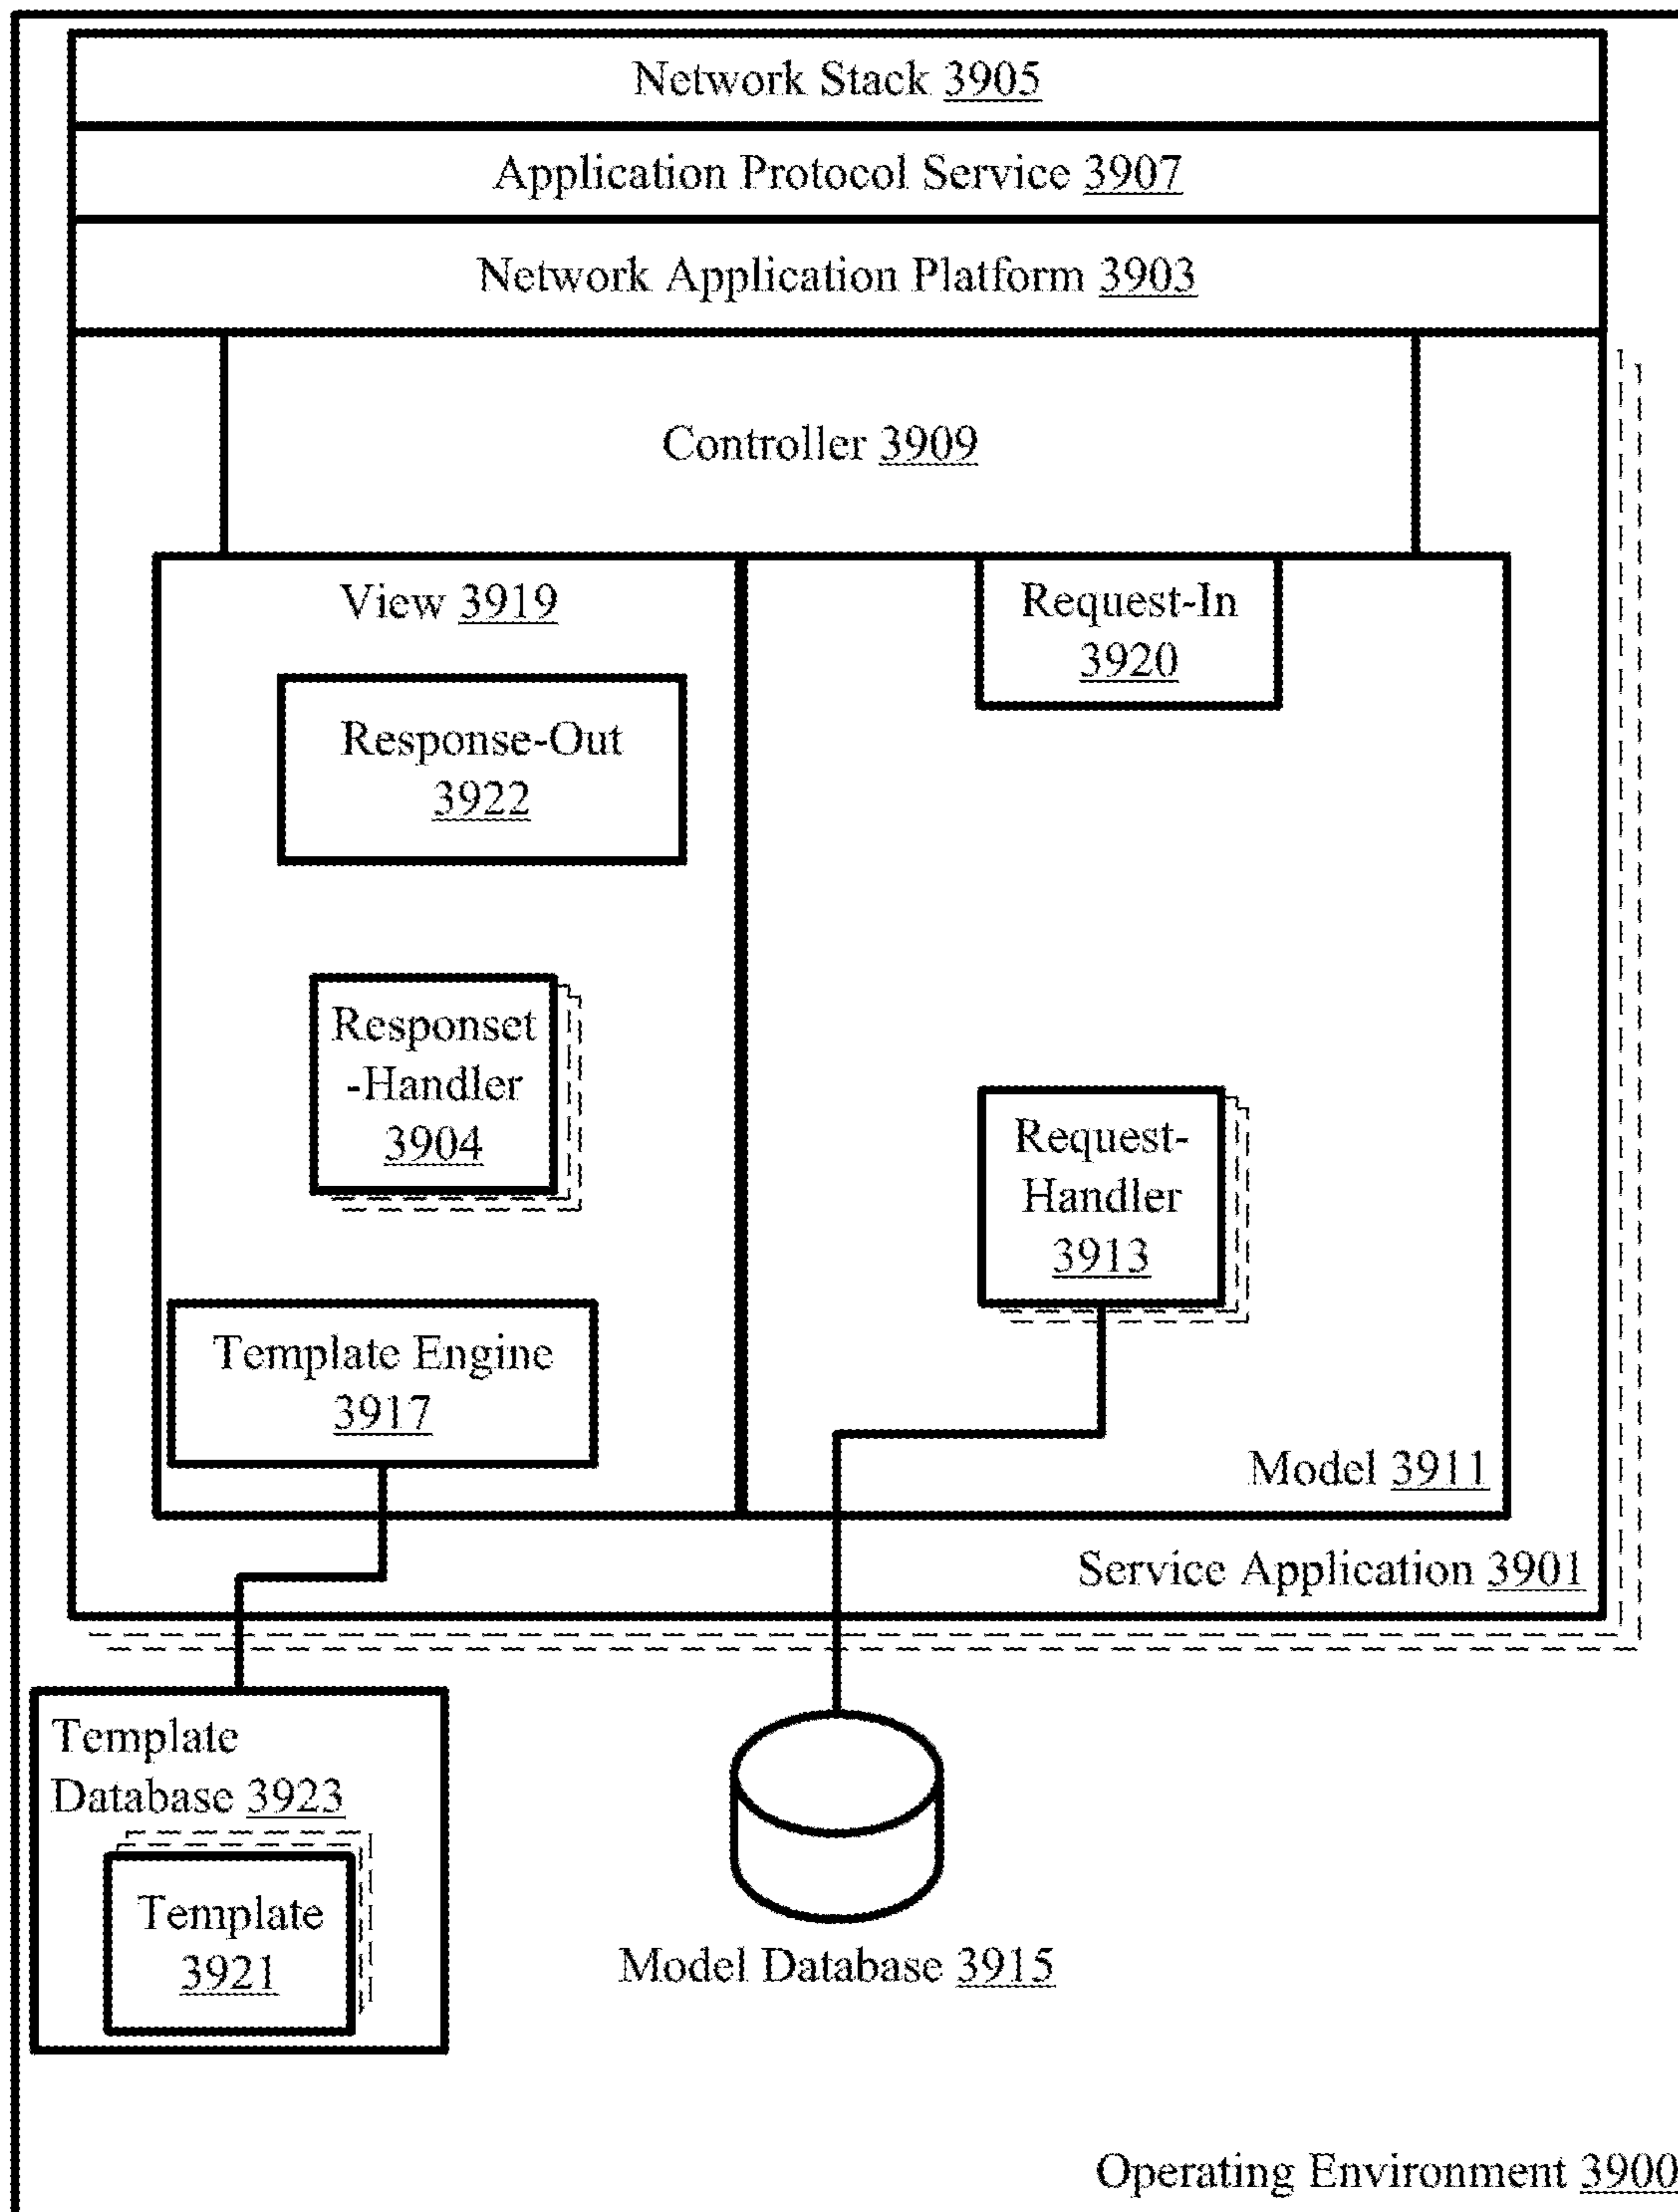 Network Stack 3905
Application Protocol Service 3907
Network Application Platform 3903
Controller 3909
View 3919
Response-Out
3922
Responset
-Handler
3904
Template Engine
3917
Request-In
3920
Request-
Handler
3913
Model 3911
Service Application 3901
Template
Database 3923
Template
3921
Model Database 3915
Operating Environment 3900